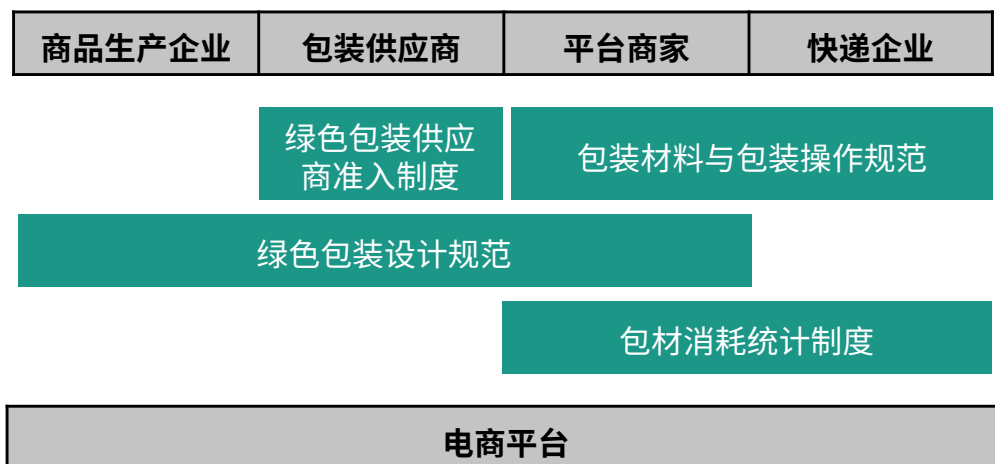 商品生产企业 包装供应商 平台商家 快递企业
绿色包装供应
商准入制度
包装材料与包装操作规范
绿色包装设计规范
包材消耗统计制度
电商平台